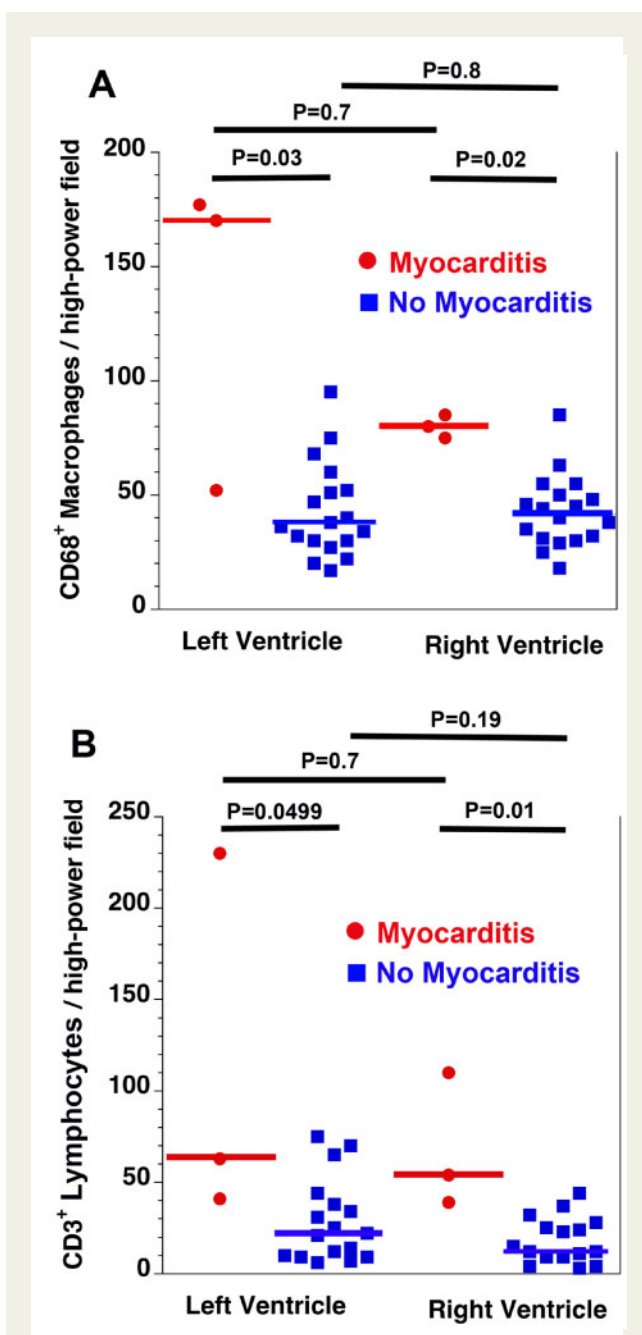 A
P=0.8
P=0.7
P=0.03
P=0.02
200
150
100
50
0
CD68+ Macrophages / high-power field
Myocarditis
No Myocarditis
Left Ventricle
Right Ventricle
B
P=0.19
P=0.7
P=0.0499
P=0.01
250
200
150
100
50
0
CD3+ Lymphocytes / high-power field
Myocarditis
No Myocarditis
Left Ventricle
Right Ventricle